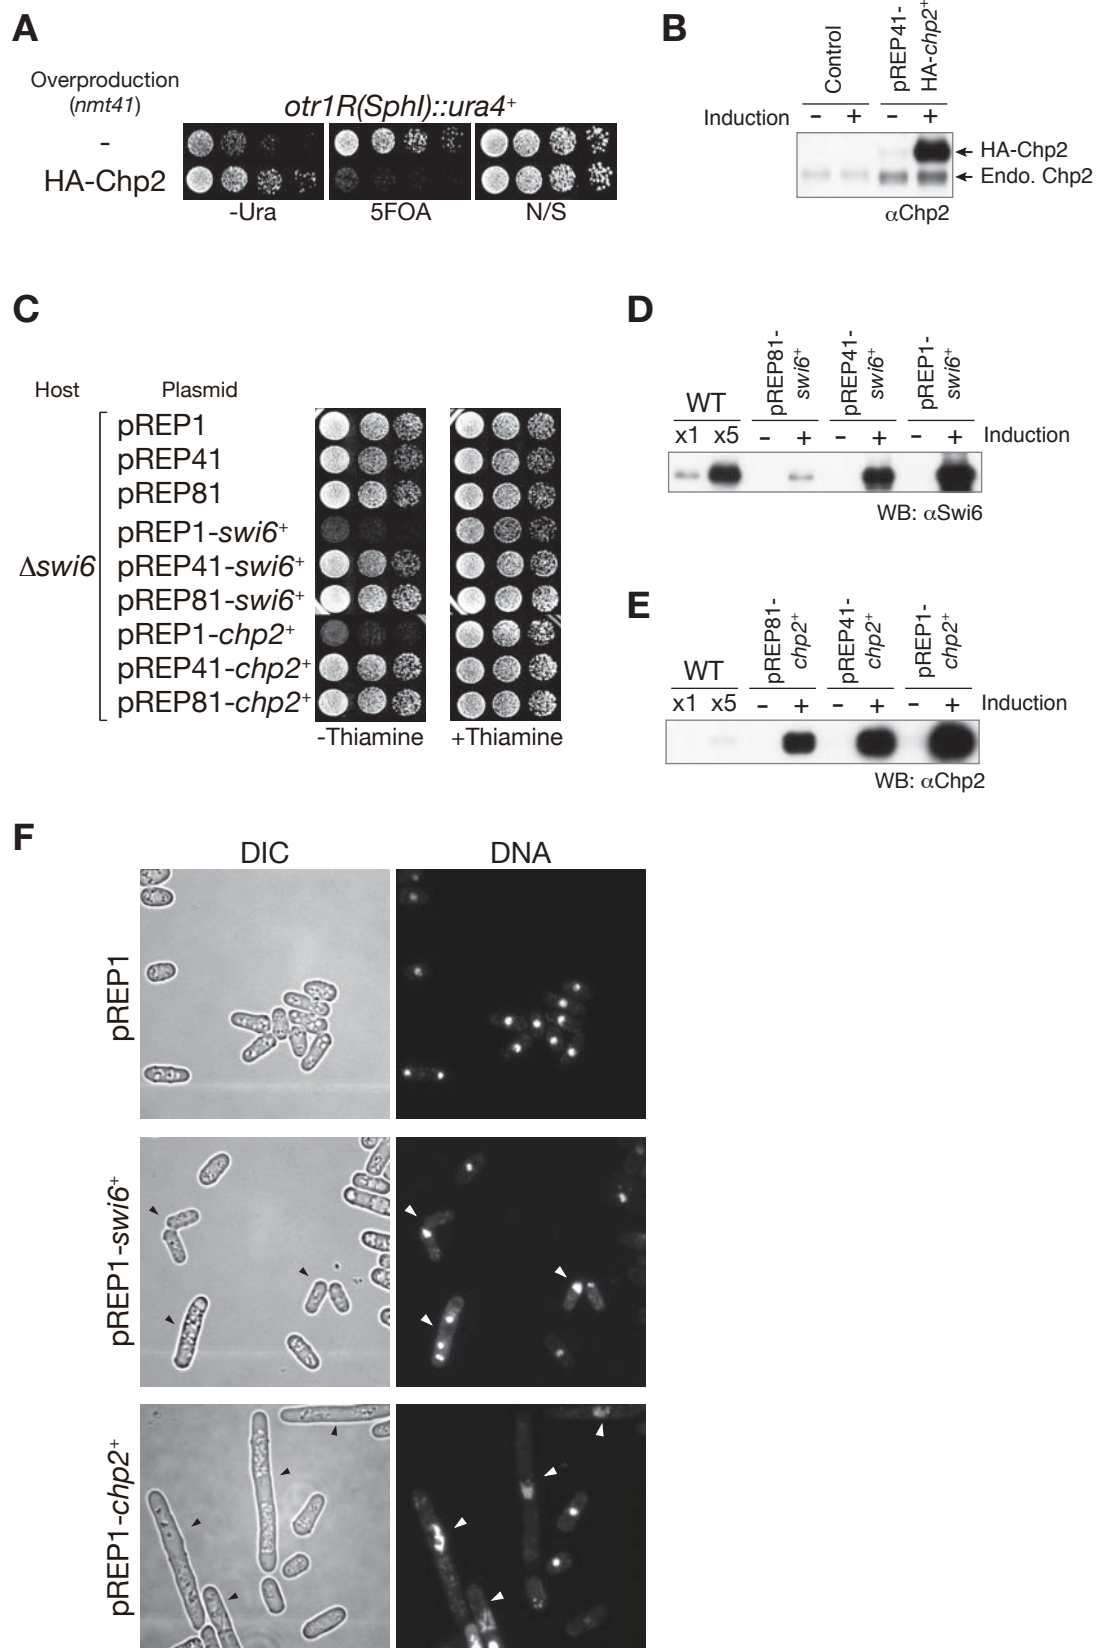 A
Overproduction
(nmt41)
otr1R(SphI)::ura4+
-
HA-Chp2
-Ura 5FOA N/S
B
Control
pREP41-
HA-chp2+
Induction - + - +
HA-Chp2
Endo. Chp2
αChp2
C
Host Plasmid
Δswi6
pREP1
pREP41
pREP81
pREP1-swi6+
pREP41-swi6+
pREP81-swi6+
pREP1-chp2+
pREP41-chp2+
pREP81-chp2+
-Thiamine +Thiamine
D
WT
pREP81-
swi6+
pREP41-
swi6+
pREP1-
swi6+
x1 x5 - + - + - + Induction
WB: αSwi6
E
WT
pREP81-
chp2+
pREP41-
chp2+
pREP1-
chp2+
x1 x5 - + - + - + Induction
WB: αChp2
F
DIC DNA
pREP1
pREP1-swi6+
pREP1-chp2+